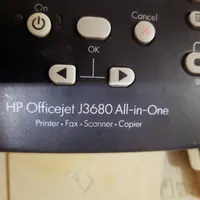 On
Cancel
OK
HP Officejet J3680 All-in-One
Printer • Fax • Scanner • Copier